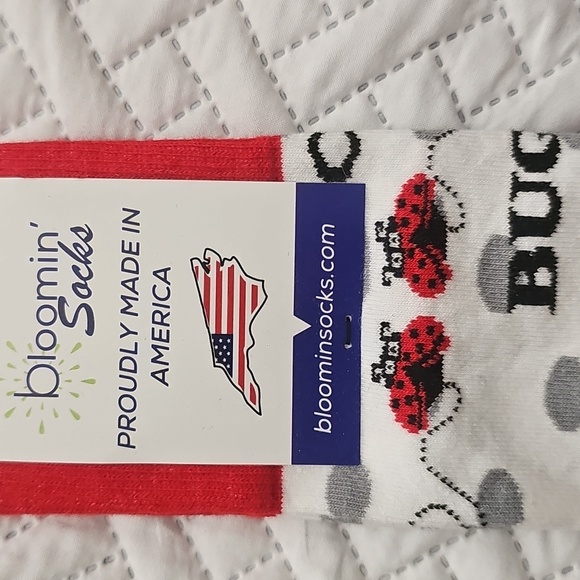 bloomin'
Socks
PROUDLY MADE IN
AMERICA
bloominsocks.com
BUG